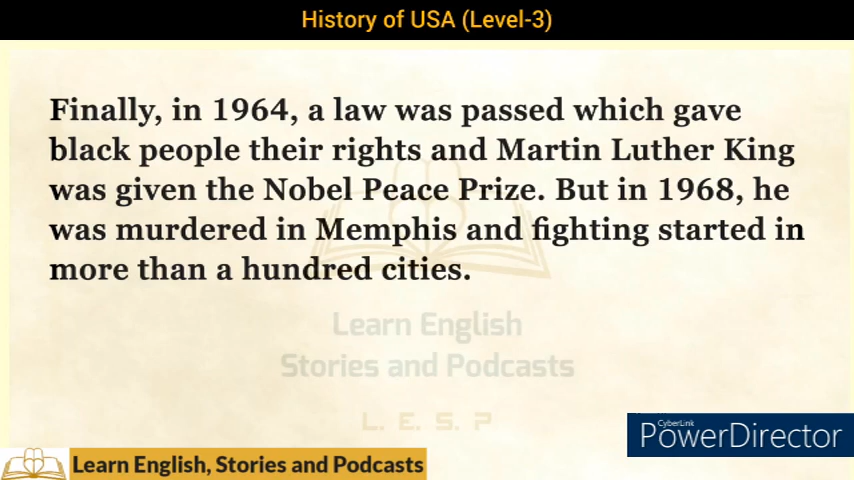 History of USA (Level-3)
Finally, in 1964, a law was passed which gave
black people their rights and Martin Luther King
was given the Nobel Peace Prize. But in 1968, he
was murdered in Memphis and fighting started in
more than a hundred cities.
Learn English
Stories and Podcasts
L. E. S. P
CyberLink
PowerDirector
Learn English, Stories and Podcasts